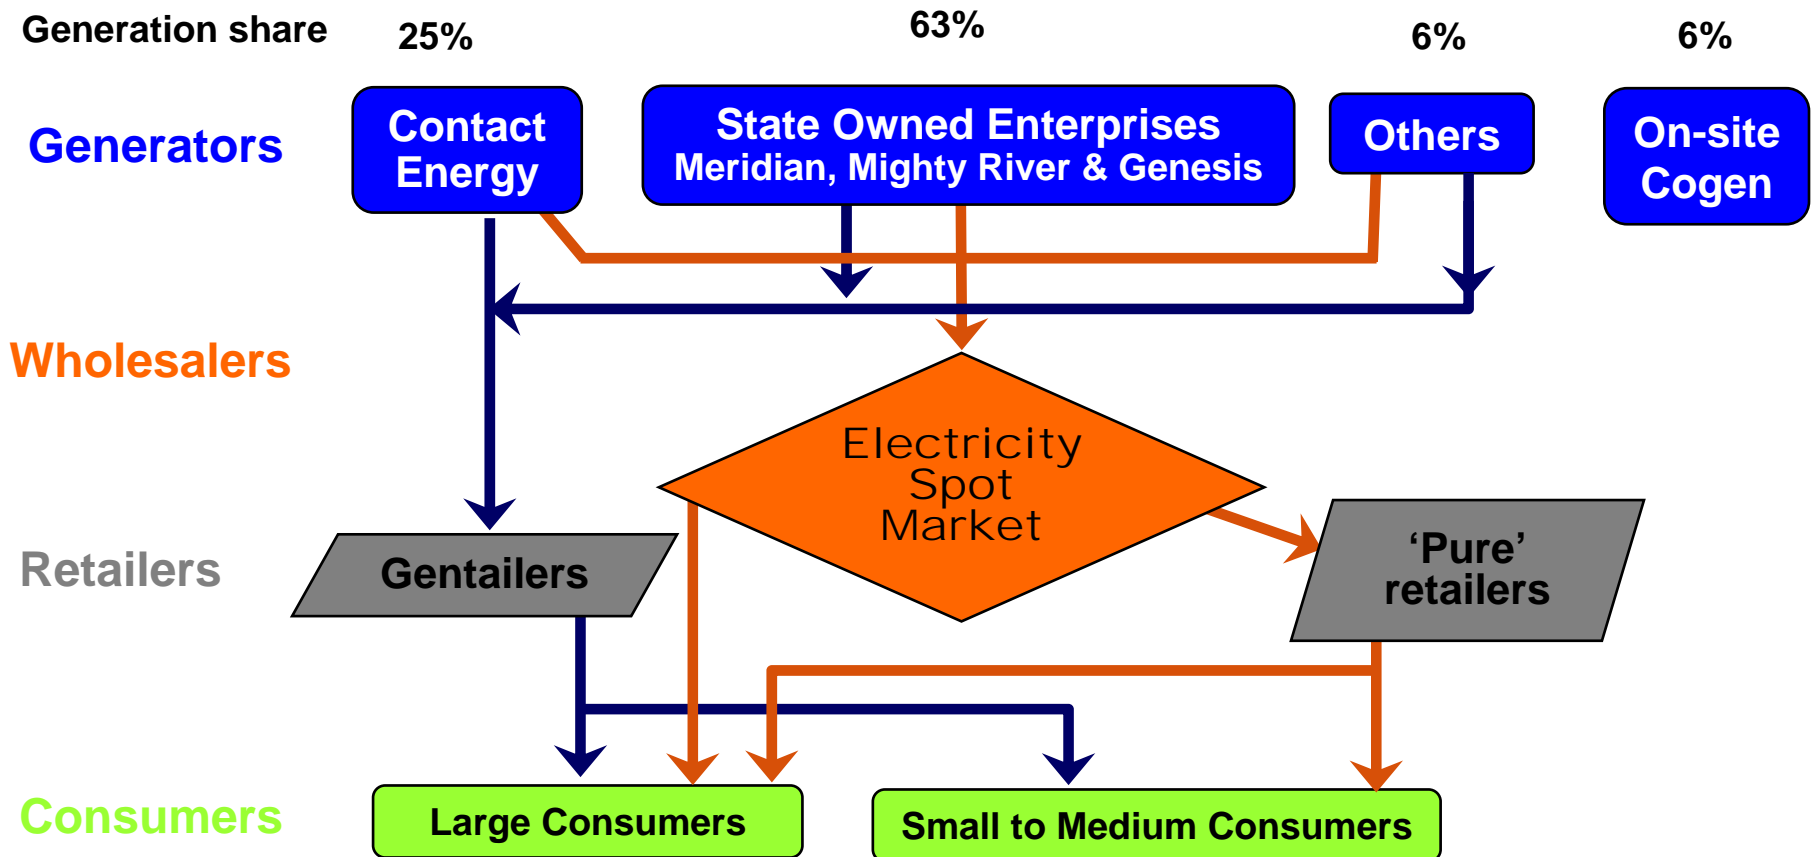 Generation share
25%
63%
6%
6%
Generators
Contact
Energy
State Owned Enterprises
Meridian, Mighty River & Genesis
Others
On-site
Cogen
Wholesalers
Electricity
Spot
Market
Retailers
Gentailers
‘Pure’
retailers
Consumers
Large Consumers
Small to Medium Consumers